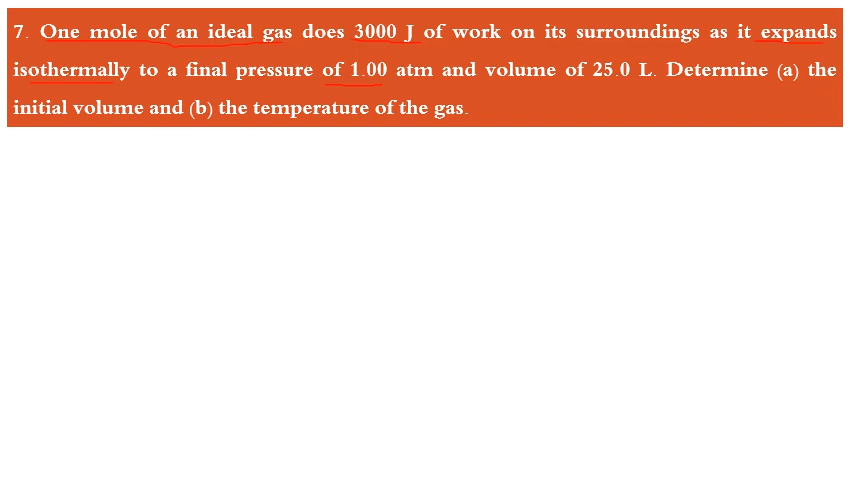 7. One mole of an ideal gas does 3000 J of work on its surroundings as it expands
isothermally to a final pressure of 1.00 atm and volume of 25.0 L. Determine (a) the
initial volume and (b) the temperature of the gas.